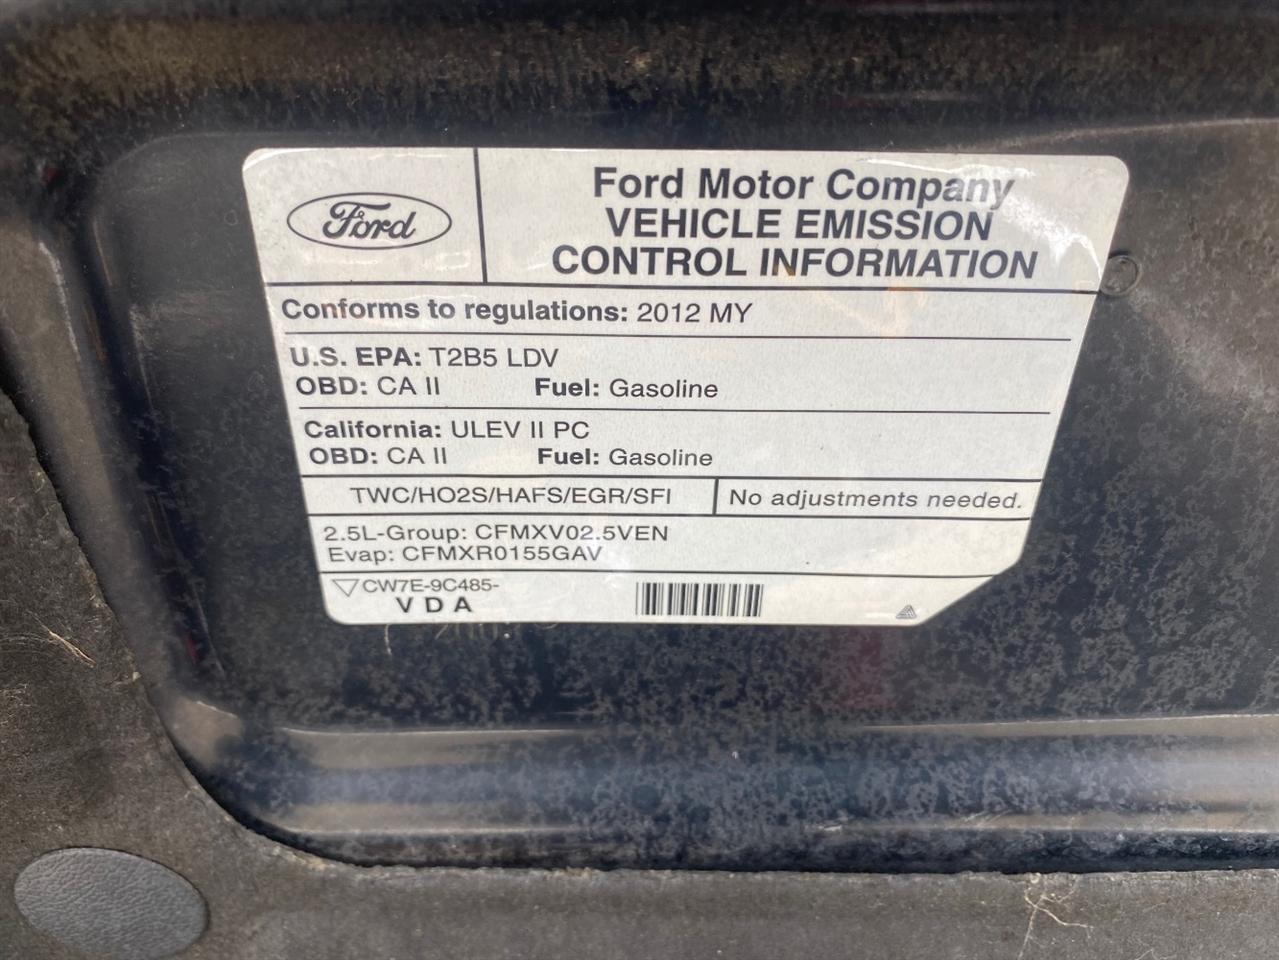 Ford
Ford Motor Company
VEHICLE EMISSION
CONTROL INFORMATION
Conforms to regulations: 2012 MY
U.S. EPA: T2B5 LDV
OBD: CA II Fuel: Gasoline
California: ULEV II PC
OBD: CA II Fuel: Gasoline
TWC/HO2S/HAFS/EGR/SFI No adjustments needed.
2.5L-Group: CFMXV02.5VEN
Evap: CFMXR0155GAV
CW7E-9C485-
V D A